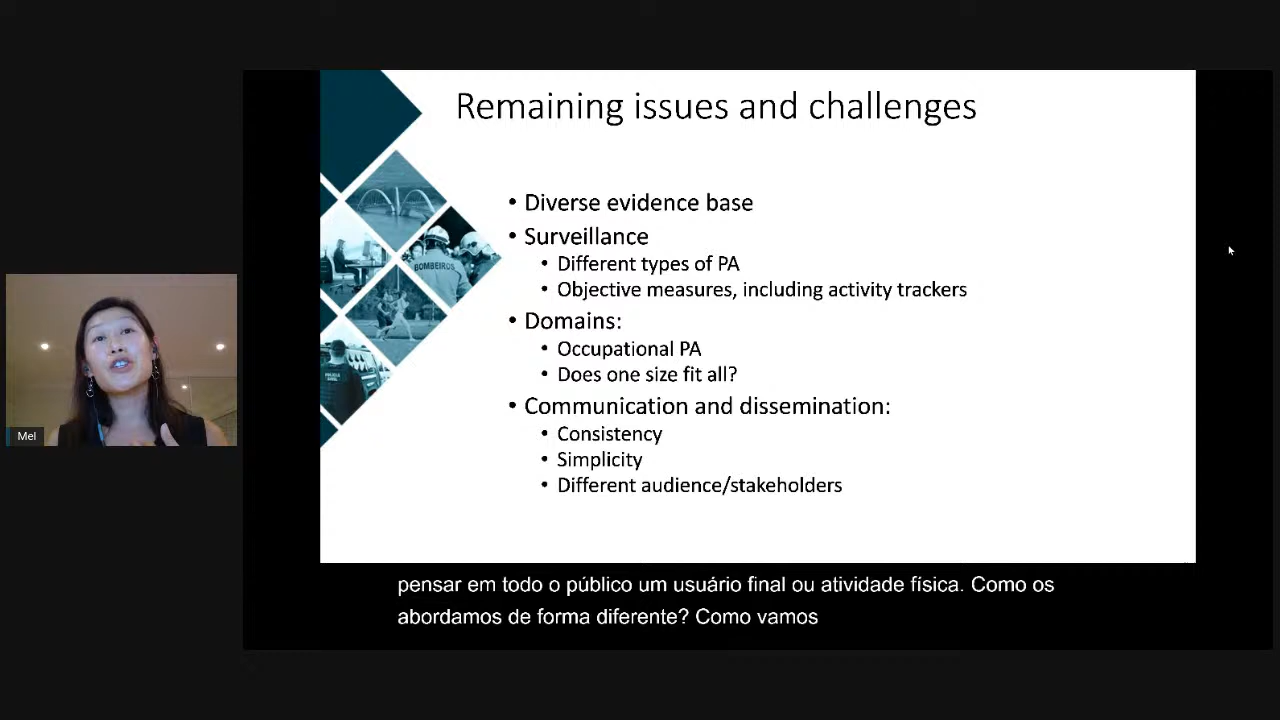 Remaining issues and challenges
• Diverse evidence base
• Surveillance
• Different types of PA
• Objective measures, including activity trackers
• Domains:
• Occupational PA
• Does one size fit all?
• Communication and dissemination:
• Consistency
• Simplicity
• Different audience/stakeholders
BOMBEIROS
Mel
pensar em todo o público um usuário final ou atividade física. Como os
abordamos de forma diferente? Como vamos